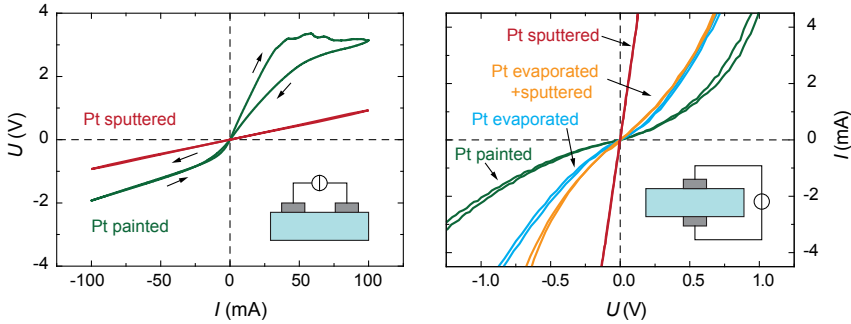 4
2
0
-2
-4
U (V)
Pt sputtered
Pt painted
-100
-50
0
50
100
I (mA)
Pt sputtered
Pt evaporated
+sputtered
Pt evaporated
Pt painted
4
2
0
-2
-4
I (mA)
-1.0
-0.5
0.0
0.5
1.0
U (V)